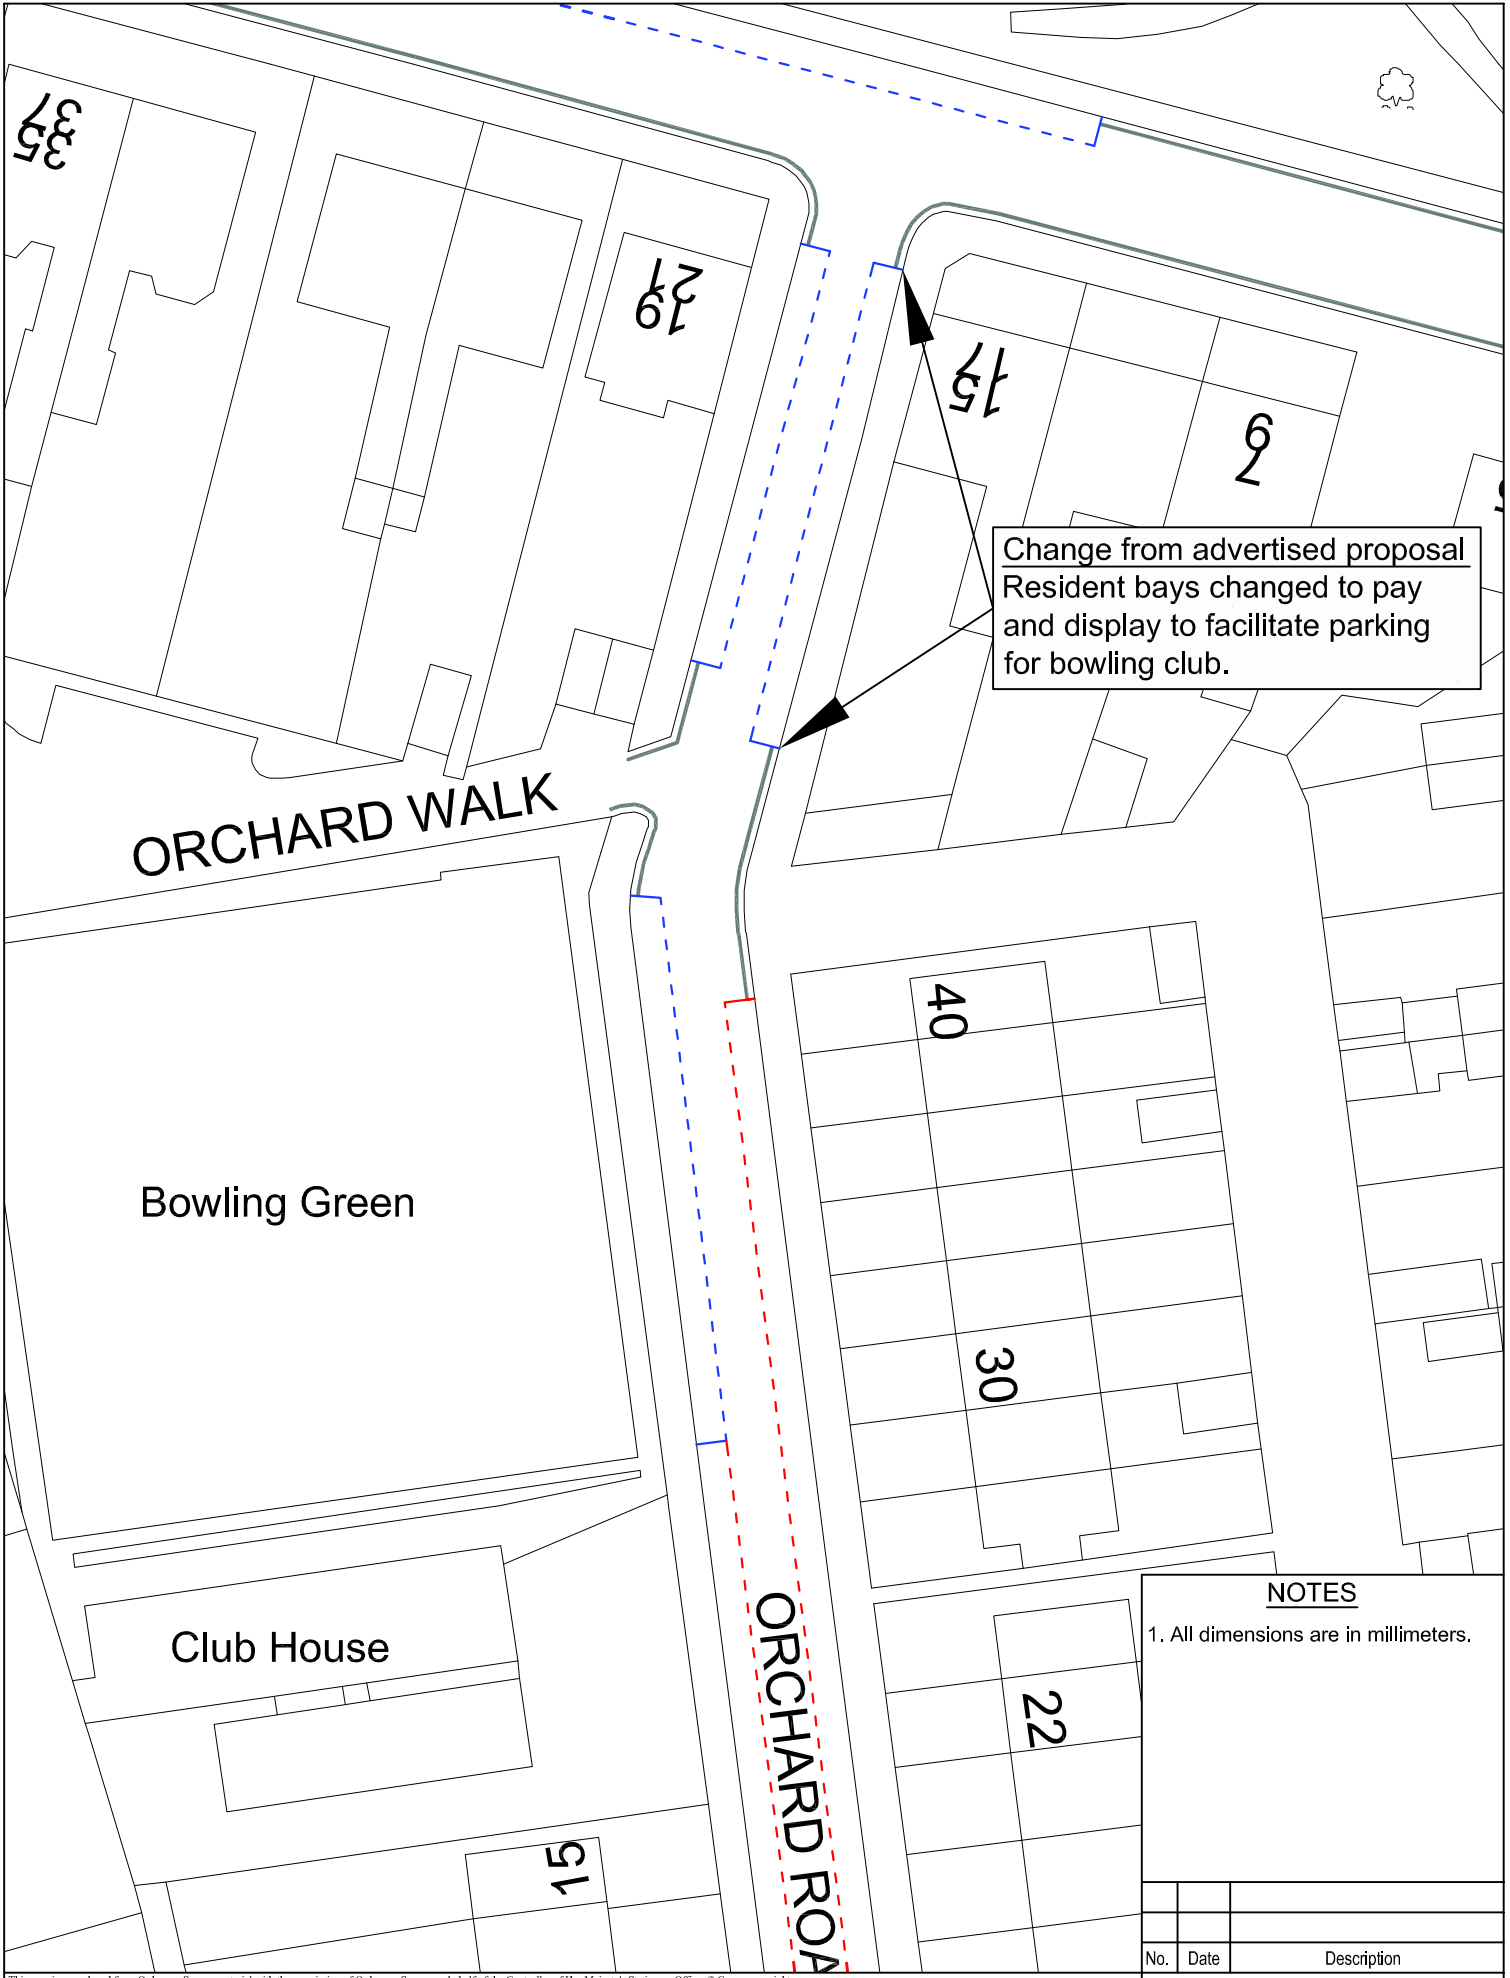 35
37
19
21
15
17
9
7
Change from advertised proposal
Resident bays changed to pay
and display to facilitate parking
for bowling club.
ORCHARD WALK
40
Bowling Green
30
NOTES
1. All dimensions are in millimeters.
Club House
ORCHARD ROA
22
15
No. Date Description